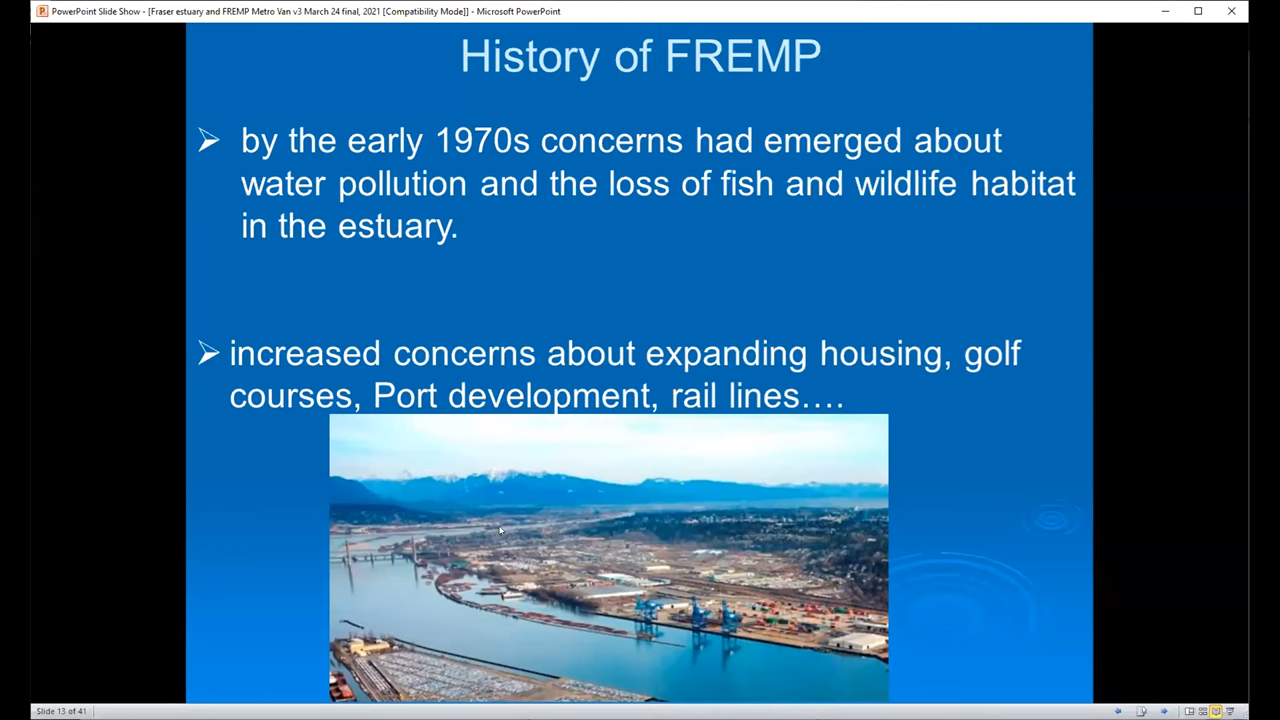 PowerPoint Slide Show - [Fraser estuary and FREMP Metro Van v3 March 24 final, 2021 [Compatibility Mode]] - Microsoft PowerPoint
History of FREMP
by the early 1970s concerns had emerged about
water pollution and the loss of fish and wildlife habitat
in the estuary.
increased concerns about expanding housing, golf
courses, Port development, rail lines….
Slide 13 of 41